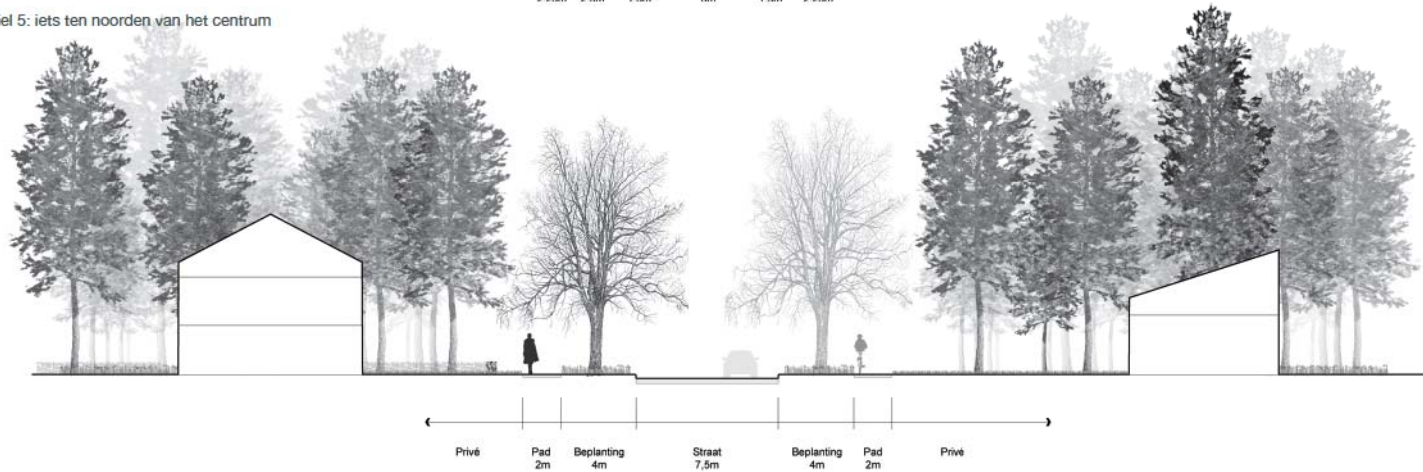 el 5: iets ten noorden van het centrum
Privé Pad Beplanting Straat Beplanting Pad Privé
2m 4m 7,5m 4m 2m